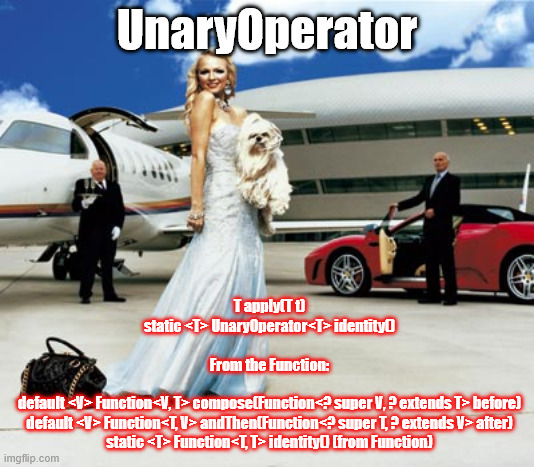 UnaryOperator
T apply(T t)
static <T> UnaryOperator<T> identity()
From the Function:
default <V> Function<V, T> compose(Function<? super V, ? extends T> before)
default <V> Function<T, V> andThen(Function<? super T, ? extends V> after)
static <T> Function<T, T> identity() (from Function)
imgflip.com